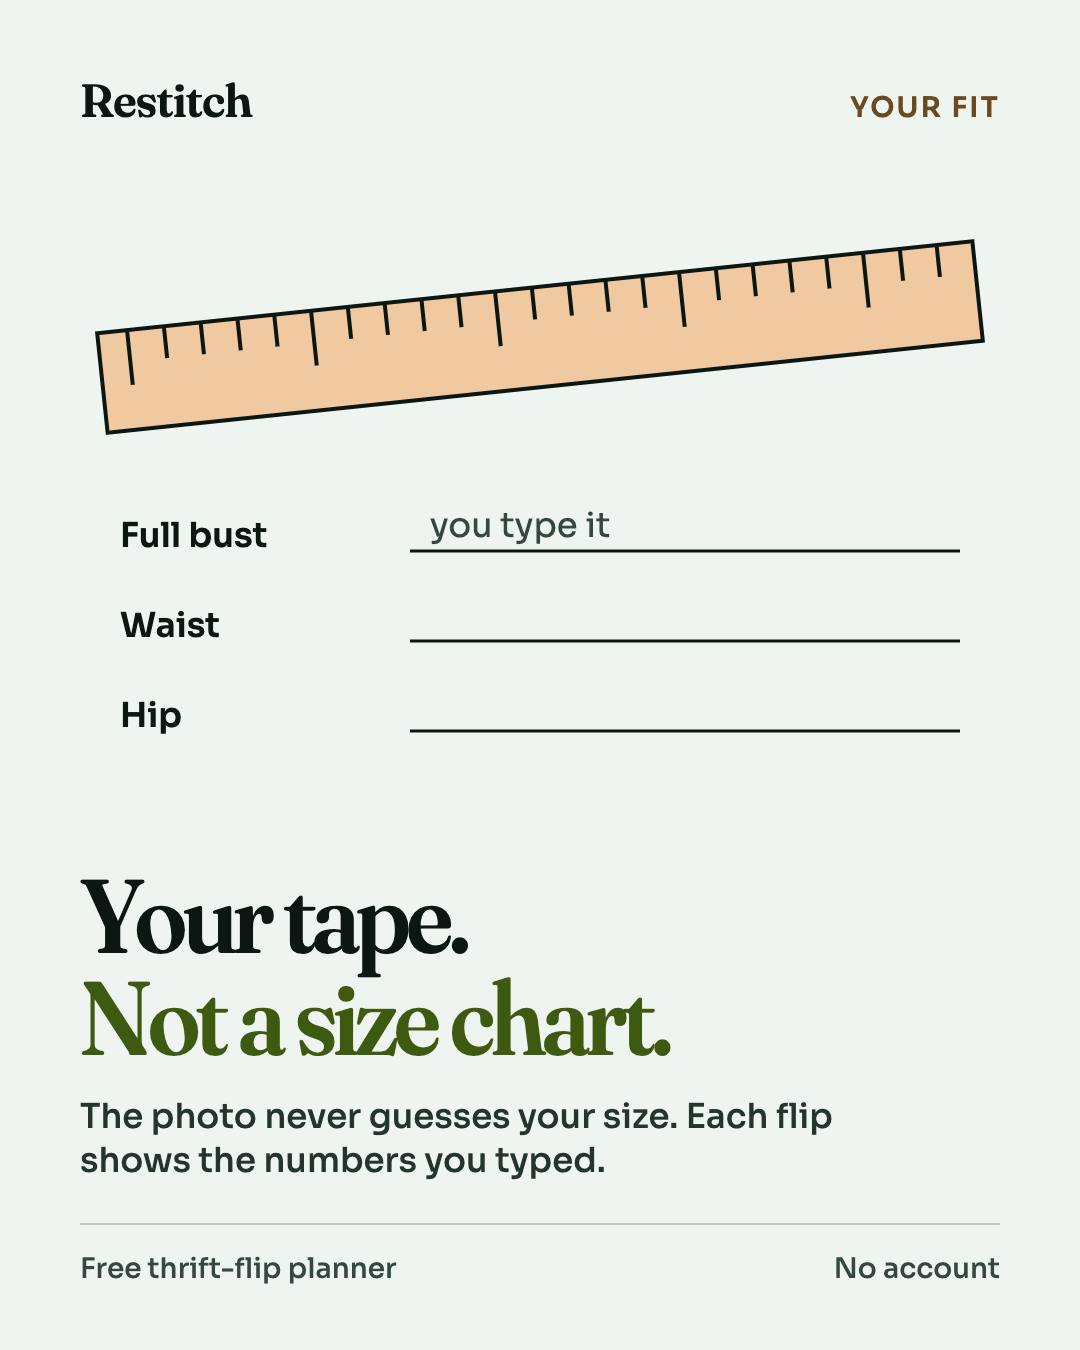 Restitch
YOUR FIT
Full bust
you type it
Waist
Hip
Your tape.
Not a size chart.
The photo never guesses your size. Each flip
shows the numbers you typed.
Free thrift-flip planner
No account